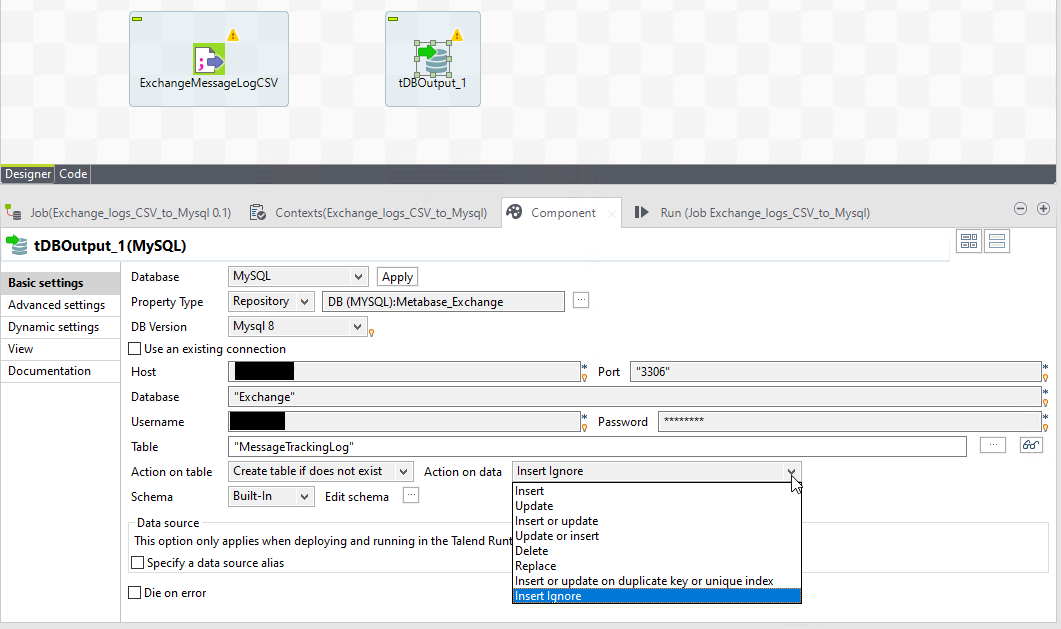 ExchangeMessageLogCSV
tDBOutput_1
Designer
Code
Job(Exchange_logs_CSV_to_Mysql 0.1)
Contexts(Exchange_logs_CSV_to_Mysql)
Component
Run (Job Exchange_logs_CSV_to_Mysql)
tDBOutput_1(MySQL)
Basic settings
Advanced settings
Dynamic settings
View
Documentation
Database MySQL Apply
Property Type Repository DB (MYSQL):Metabase_Exchange ...
DB Version Mysql 8
Use an existing connection
Host * Port "3306" *
Database "Exchange" *
Username * Password ******** *
Table "MessageTrackingLog" ...
Action on table Create table if does not exist Action on data Insert Ignore
Schema Built-In Edit schema ...
Insert
Update
Insert or update
Update or insert
Delete
Replace
Insert or update on duplicate key or unique index
Insert Ignore
Data source
This option only applies when deploying and running in the Talend Runt
Specify a data source alias
Die on error